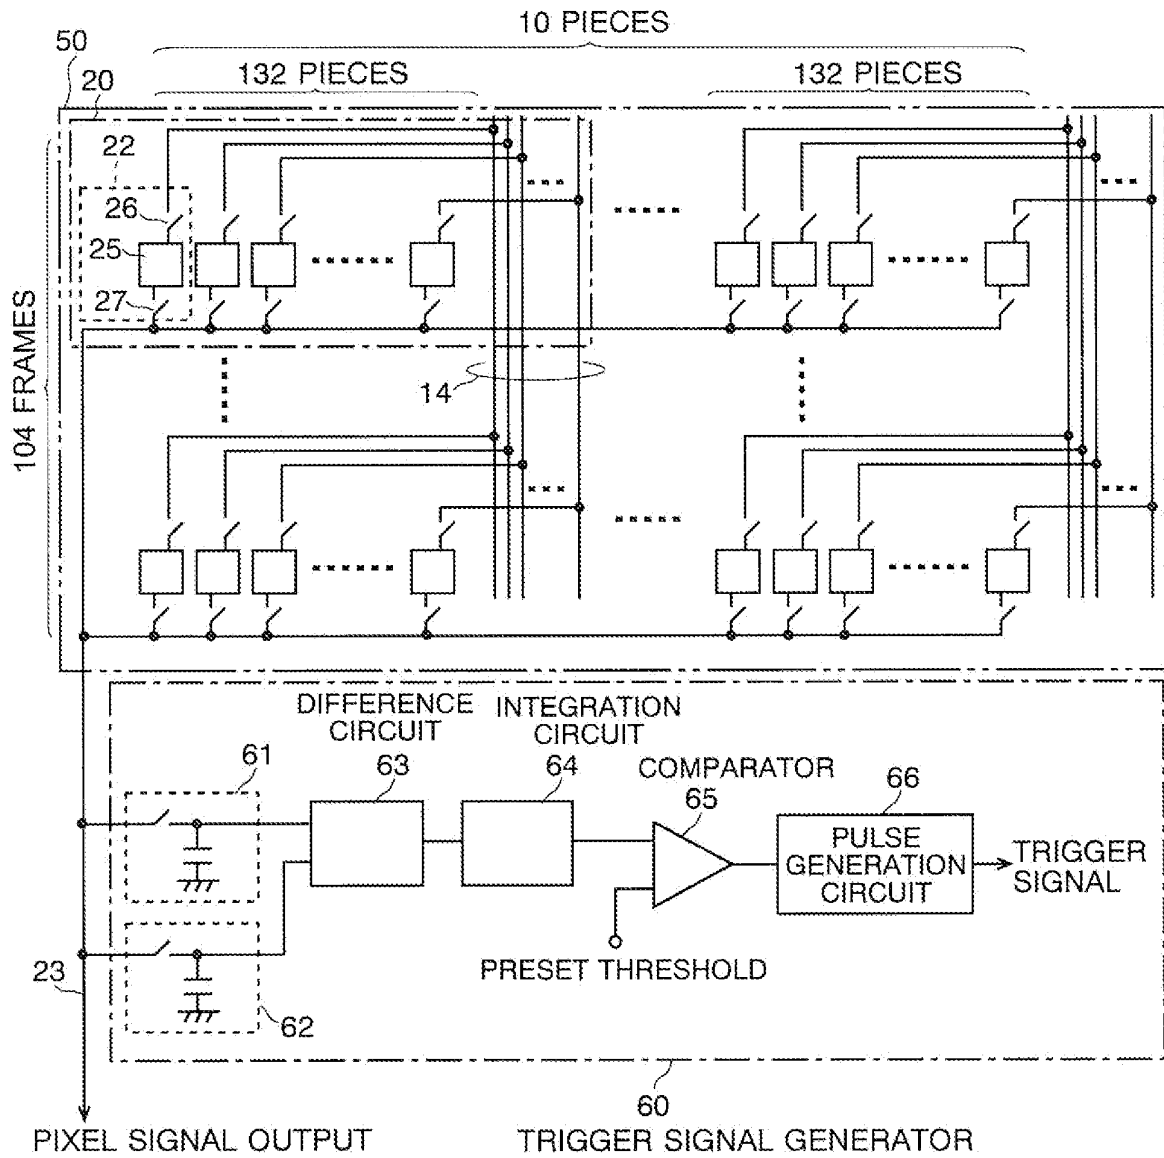 10 PIECES
50
132 PIECES
132 PIECES
20
22
26
25
27
104 FRAMES
14
DIFFERENCE
CIRCUIT
INTEGRATION
CIRCUIT
61
63
64
COMPARATOR
65
66
PULSE
GENERATION
CIRCUIT
TRIGGER
SIGNAL
PRESET THRESHOLD
23
62
60
PIXEL SIGNAL OUTPUT
TRIGGER SIGNAL GENERATOR